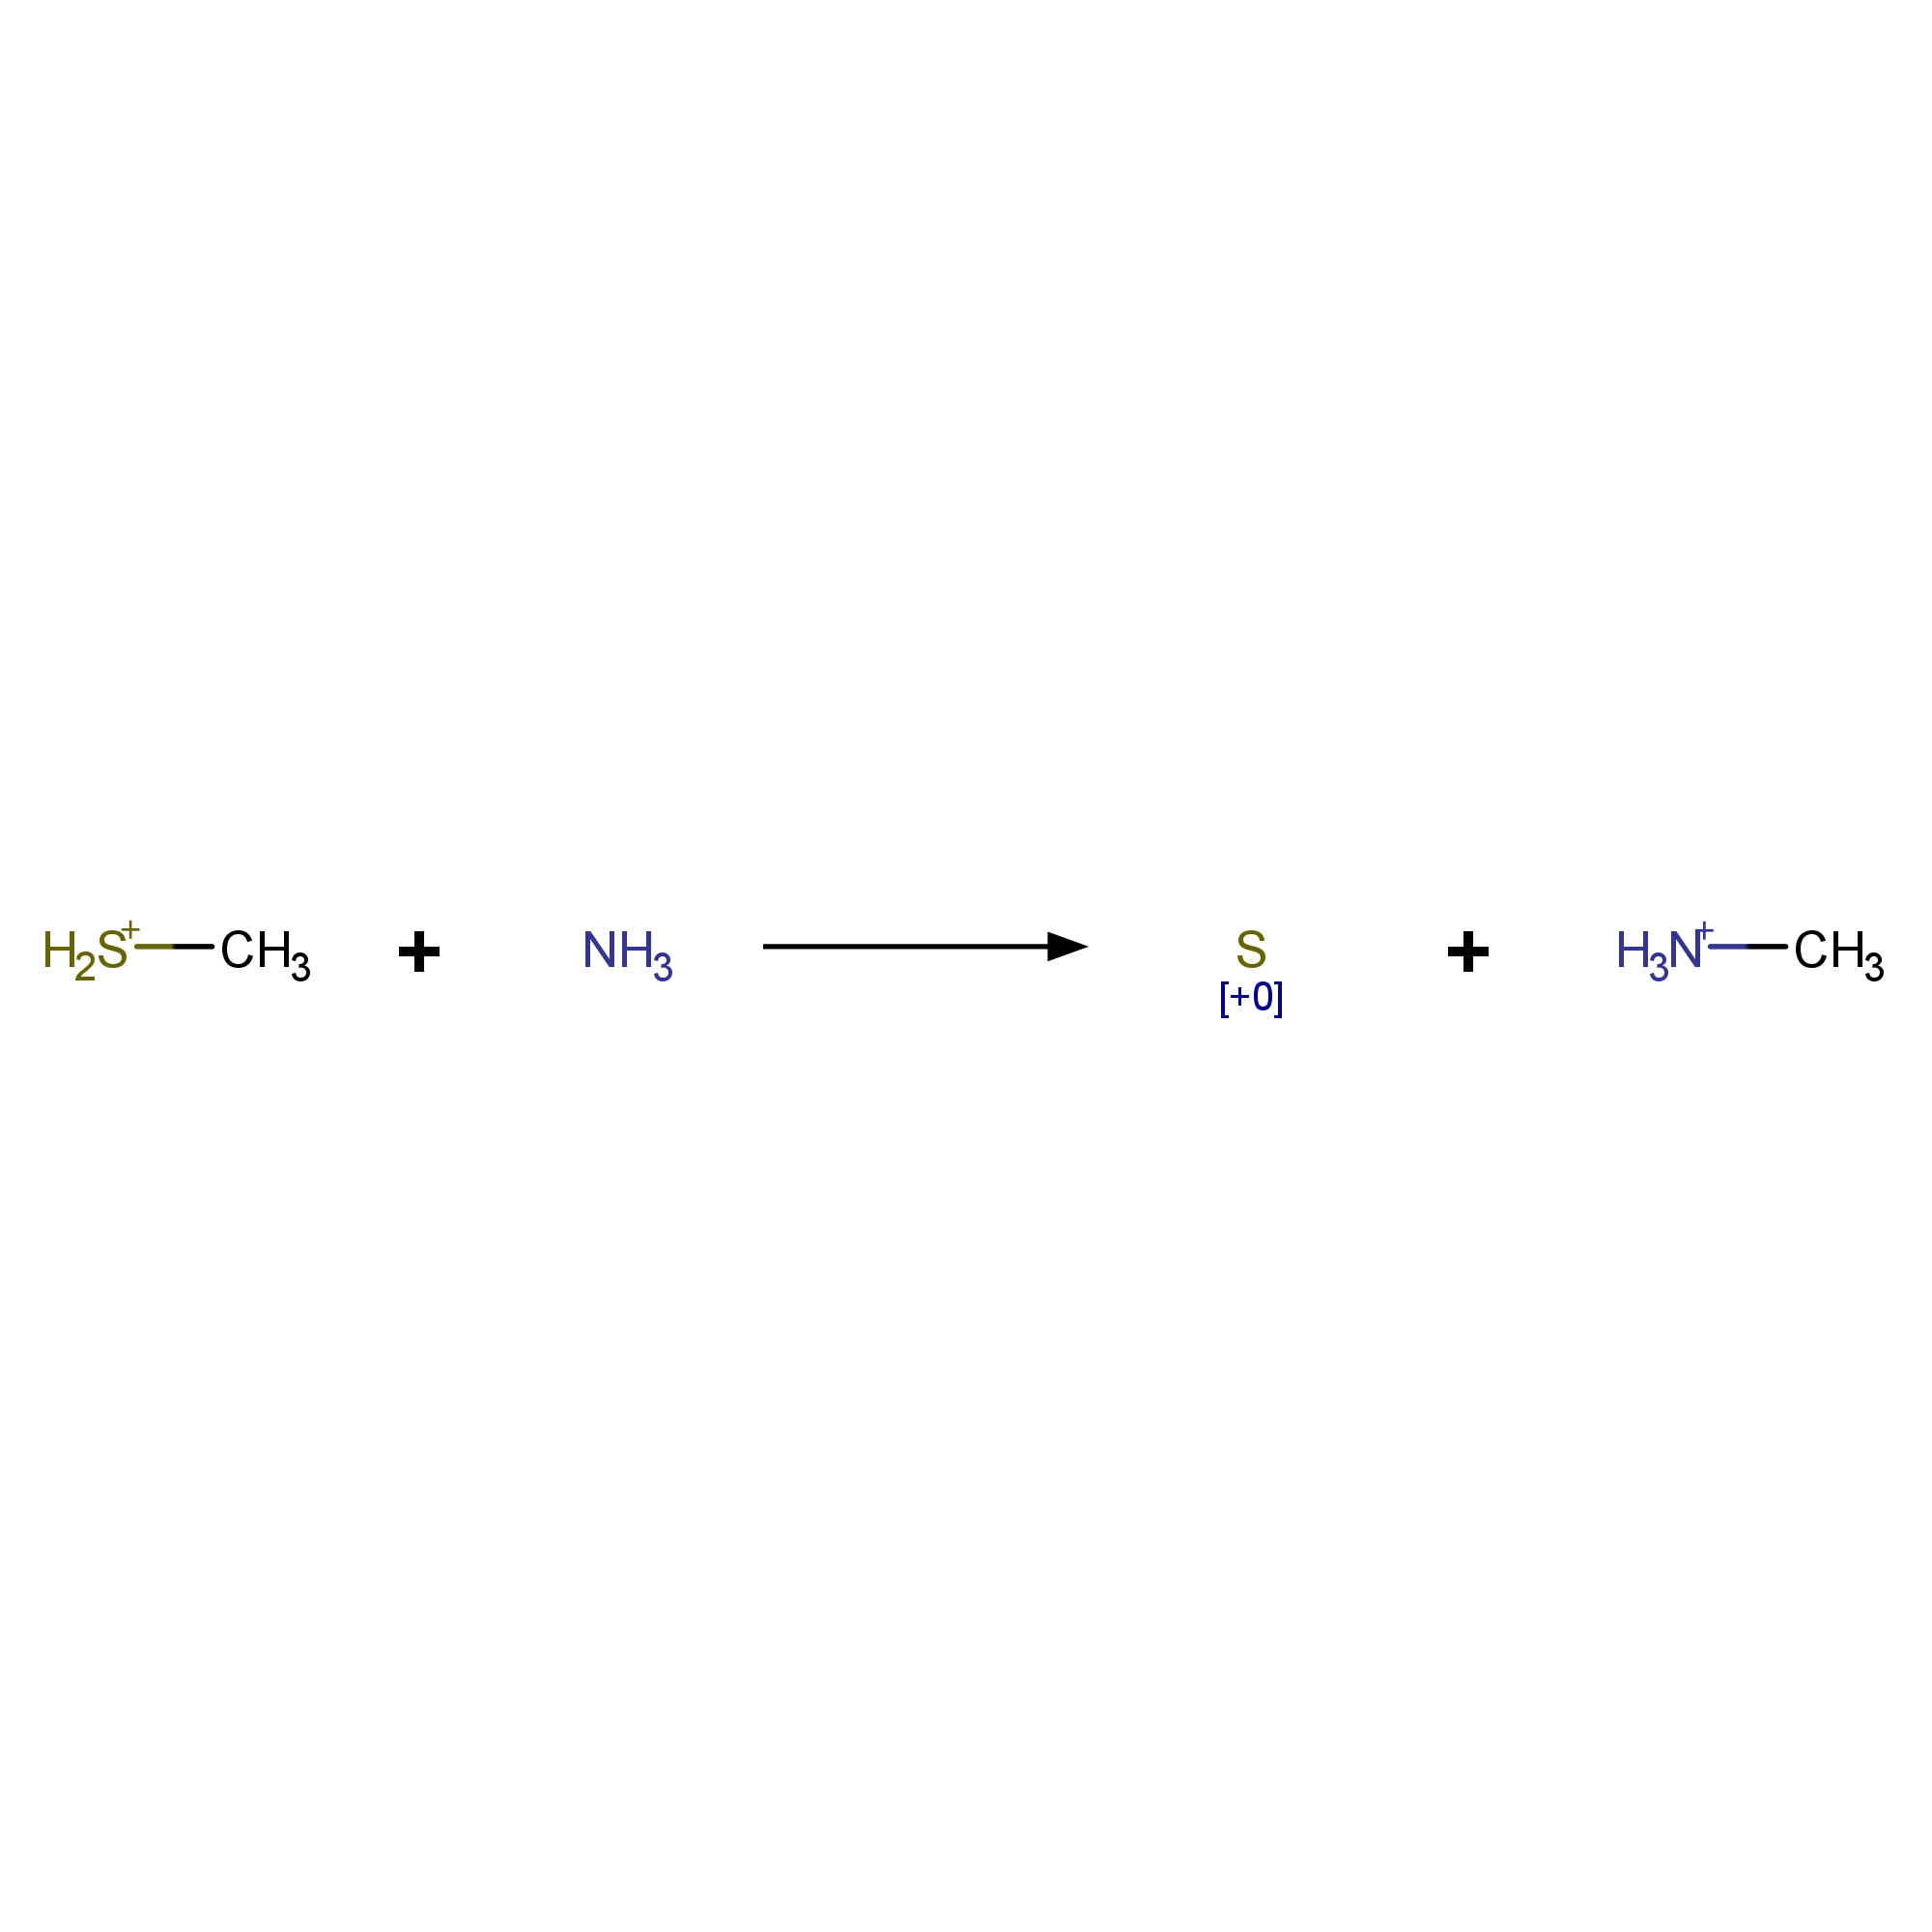 H₂S⁺ CH₃ + NH₃ S + H₃N⁺ CH₃
[+0]